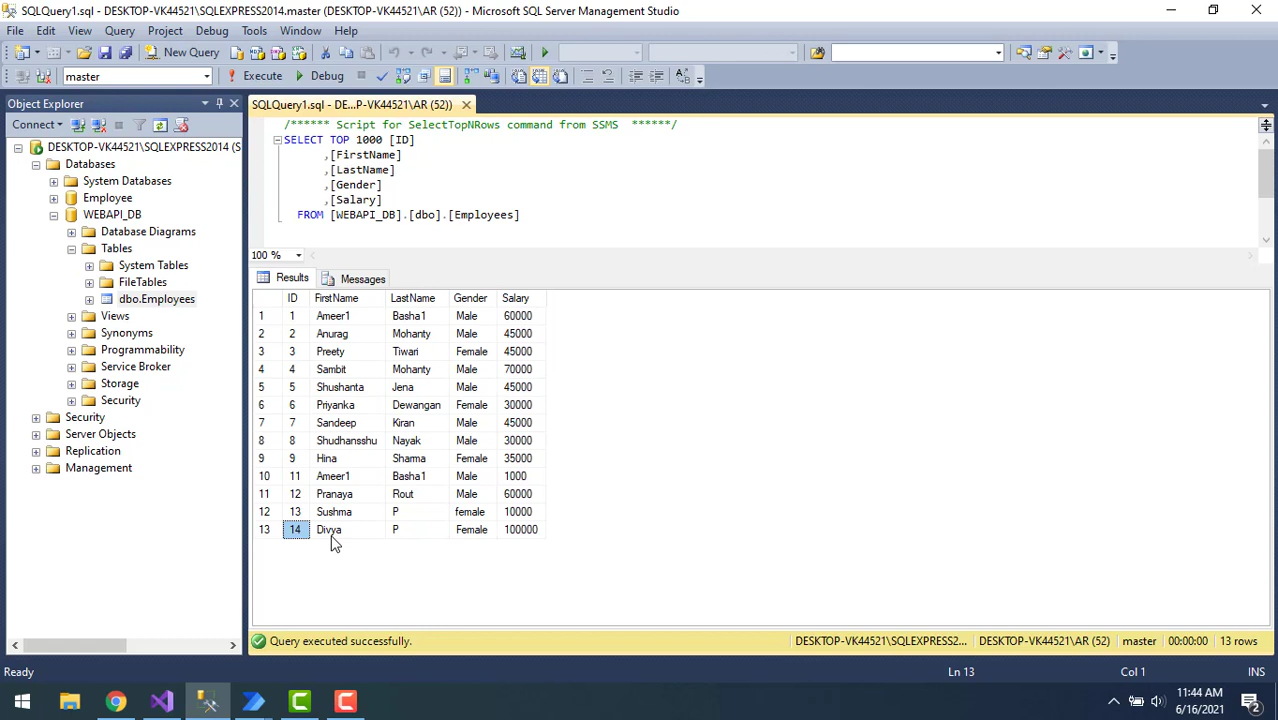 SQLQuery1.sql - DESKTOP-VK44521\SQLEXPRESS2014.master (DESKTOP-VK44521\AR (52)) - Microsoft SQL Server Management Studio
File Edit View Query Project Debug Tools Window Help
New Query
master Execute Debug
Object Explorer
SQLQuery1.sql - DE...P-VK44521\AR (52))
Connect
DESKTOP-VK44521\SQLEXPRESS2014 (S
Databases
System Databases
Employee
WEBAPI_DB
Database Diagrams
Tables
System Tables
FileTables
dbo.Employees
Views
Synonyms
Programmability
Service Broker
Storage
Security
Security
Server Objects
Replication
Management
/****** Script for SelectTopNRows command from SSMS  ******/
SELECT TOP 1000 [ID]
,[FirstName]
,[LastName]
,[Gender]
,[Salary]
FROM [WEBAPI_DB].[dbo].[Employees]
100 %
Results Messages
ID FirstName LastName Gender Salary
1 1 Ameer1 Basha1 Male 60000
2 2 Anurag Mohanty Male 45000
3 3 Preety Tiwari Female 45000
4 4 Sambit Mohanty Male 70000
5 5 Shushanta Jena Male 45000
6 6 Priyanka Dewangan Female 30000
7 7 Sandeep Kiran Male 45000
8 8 Shudhansshu Nayak Male 30000
9 9 Hina Sharma Female 35000
10 11 Ameer1 Basha1 Male 1000
11 12 Pranaya Rout Male 60000
12 13 Sushma P female 10000
13 14 Divya P Female 100000
Query executed successfully. DESKTOP-VK44521\SQLEXPRESS2... DESKTOP-VK44521\AR (52) master 00:00:00 13 rows
Ready Ln 13 Col 1 INS
11:44 AM
6/16/2021
2